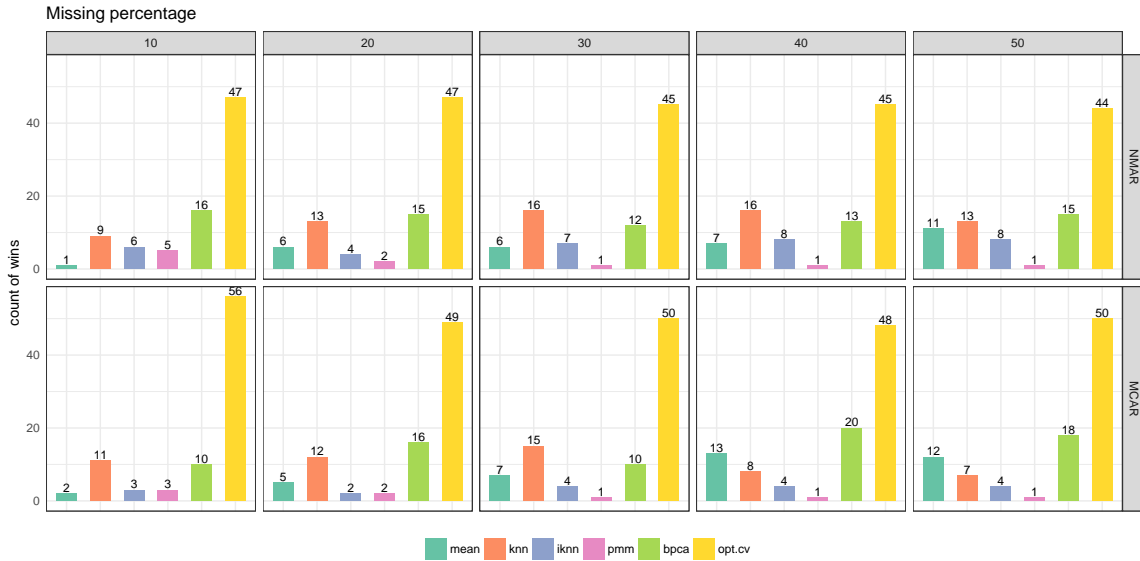 Missing percentage
10 20 30 40 50
47 47 45 45 44
40
NMAR
20
16 13 15 16 12 16 13 11 13 15
9 6 5 6 4 2 6 7 7 8 8
1 1 1 1
0
count of wins
56 49 50 48 50
40
MCAR
20
11 10 12 16 15 10 13 20 12 18
2 3 3 5 2 2 7 4 1 8 4 1 7 4 1
0
mean knn iknn pmm bpca opt.cv